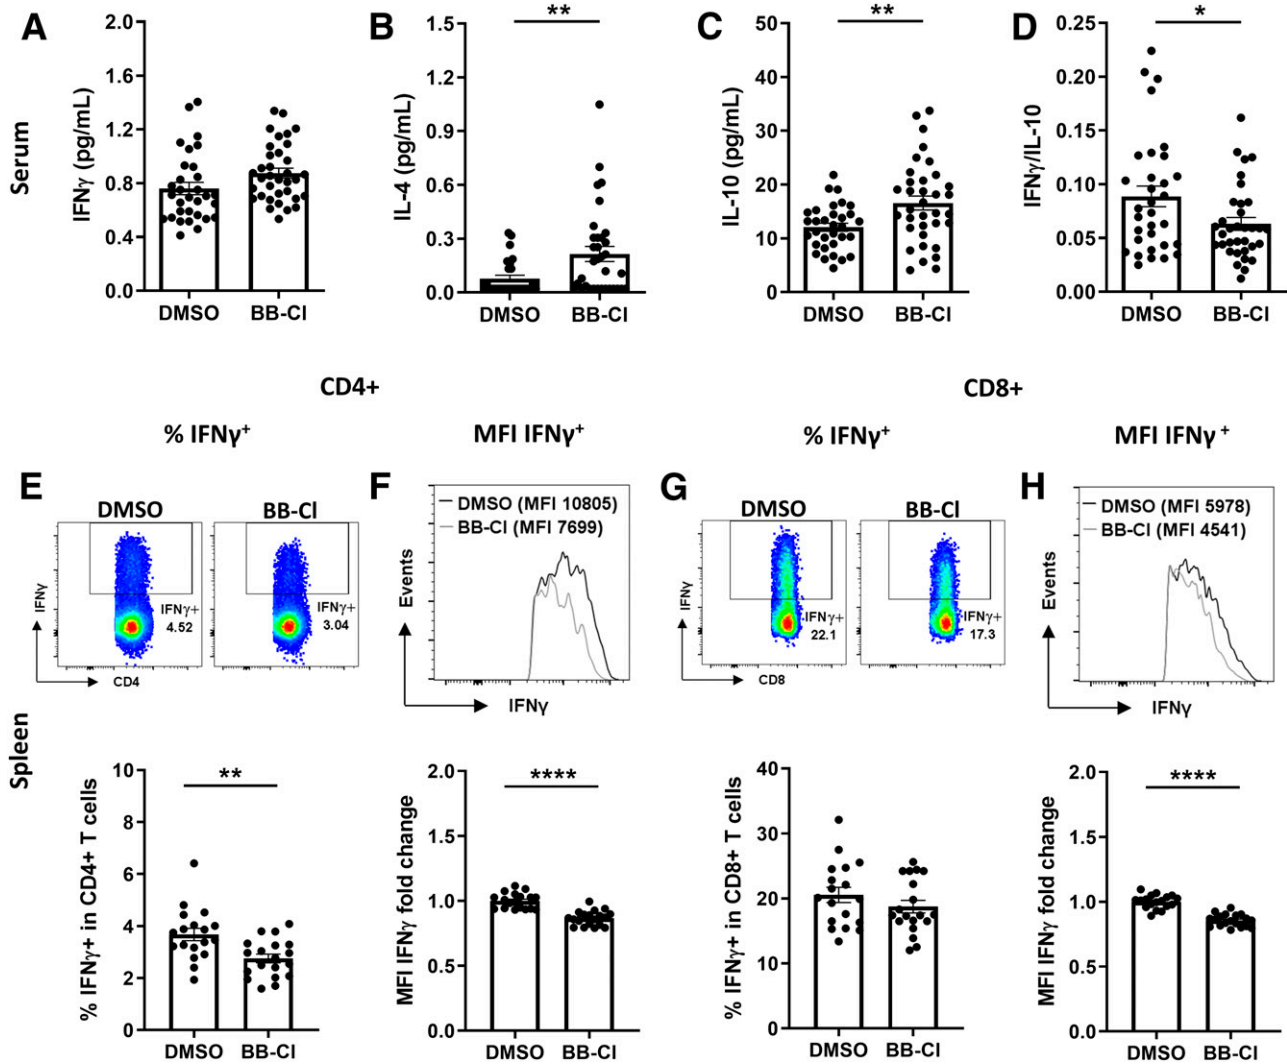 A
B
C
D
Serum
IFNγ (pg/mL)
2.0
1.6
1.2
0.8
0.4
0.0
DMSO BB-Cl
**
IL-4 (pg/mL)
1.5
1.2
0.9
0.6
0.3
0.0
DMSO BB-Cl
**
IL-10 (pg/mL)
50
40
30
20
10
0
DMSO BB-Cl
*
IFNγ/IL-10
0.25
0.20
0.15
0.10
0.05
0.00
DMSO BB-Cl
CD4+
CD8+
% IFNγ+
MFI IFNγ+
% IFNγ+
MFI IFNγ +
Spleen
E
DMSO
BB-Cl
IFNγ
IFNγ+
4.52
IFNγ+
3.04
CD4
F
DMSO (MFI 10805)
BB-Cl (MFI 7699)
Events
IFNγ
G
DMSO
BB-Cl
IFNγ
IFNγ+
22.1
IFNγ+
17.3
CD8
H
DMSO (MFI 5978)
BB-Cl (MFI 4541)
Events
IFNγ
**
% IFNγ+ in CD4+ T cells
10
8
6
4
2
0
DMSO BB-Cl
****
MFI IFNγ fold change
2.0
1.5
1.0
0.5
0.0
DMSO BB-Cl
% IFNγ+ in CD8+ T cells
40
30
20
10
0
DMSO BB-Cl
****
MFI IFNγ fold change
2.0
1.5
1.0
0.5
0.0
DMSO BB-Cl